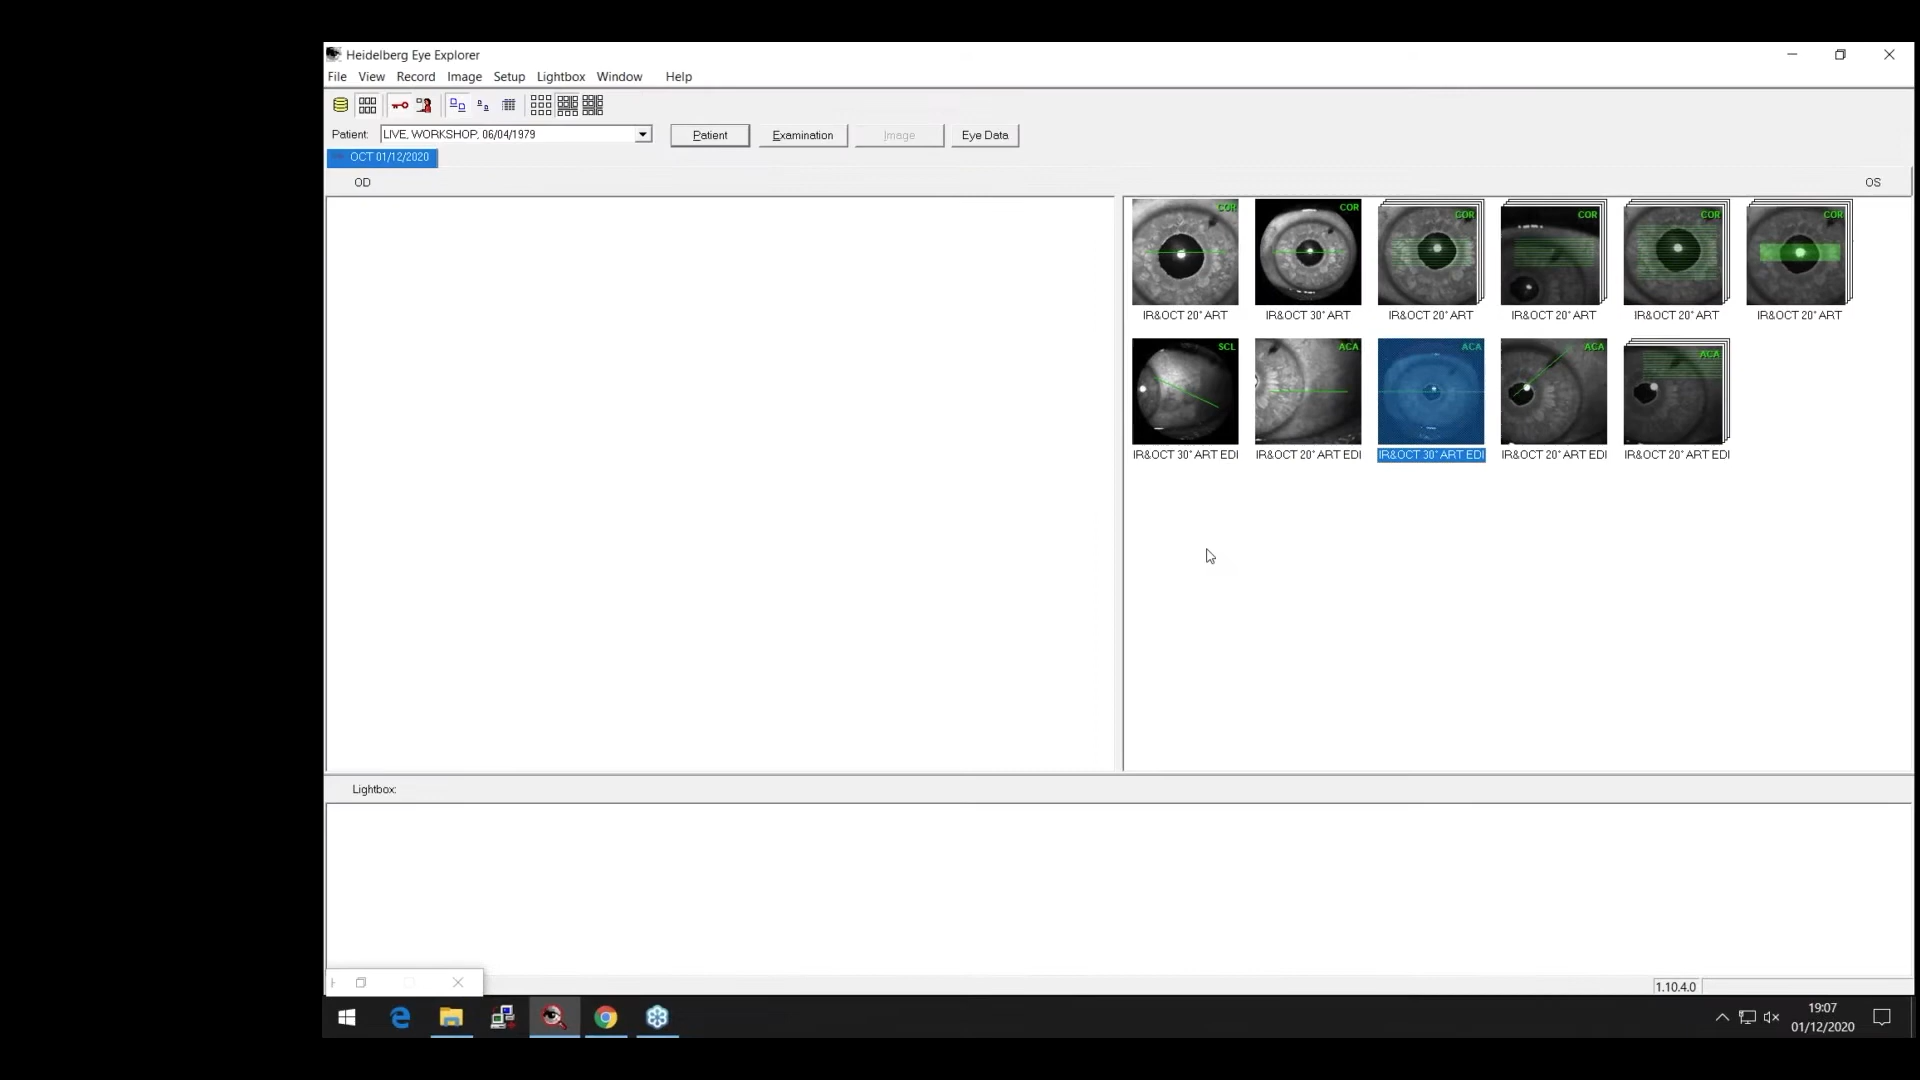 Heidelberg Eye Explorer
File View Record Image Setup Lightbox Window Help
Patient: LIVE, WORKSHOP, 06/04/1979 Patient Examination Image Eye Data
OCT 01/12/2020
OD OS
COR COR COR COR COR COR
IR&OCT 20° ART IR&OCT 30° ART IR&OCT 20° ART IR&OCT 20° ART IR&OCT 20° ART IR&OCT 20° ART
SCL ACA ACA ACA ACA
IR&OCT 30° ART EDI IR&OCT 20° ART EDI IR&OCT 30° ART EDI IR&OCT 20° ART EDI IR&OCT 20° ART EDI
Lightbox:
1.10.4.0
19:07
01/12/2020